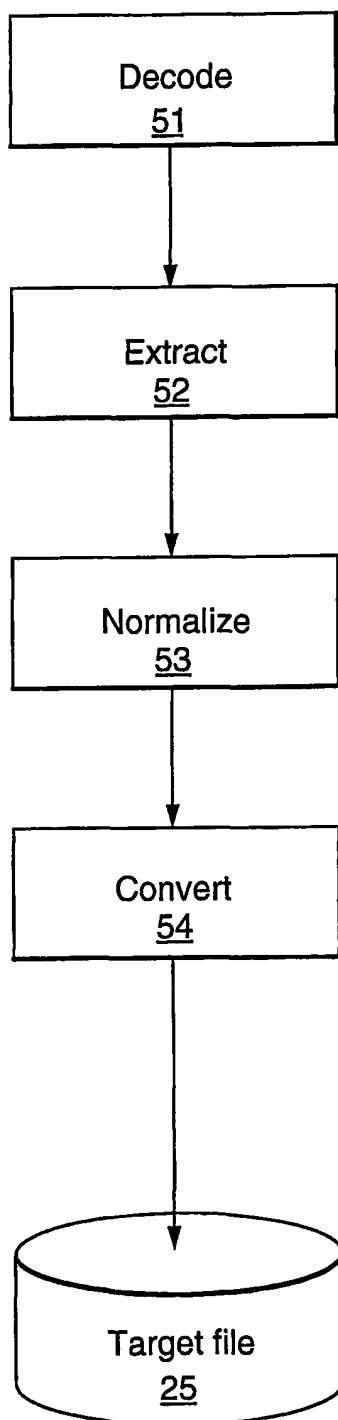 Decode
51
Extract
52
Normalize
53
Convert
54
Target file
25